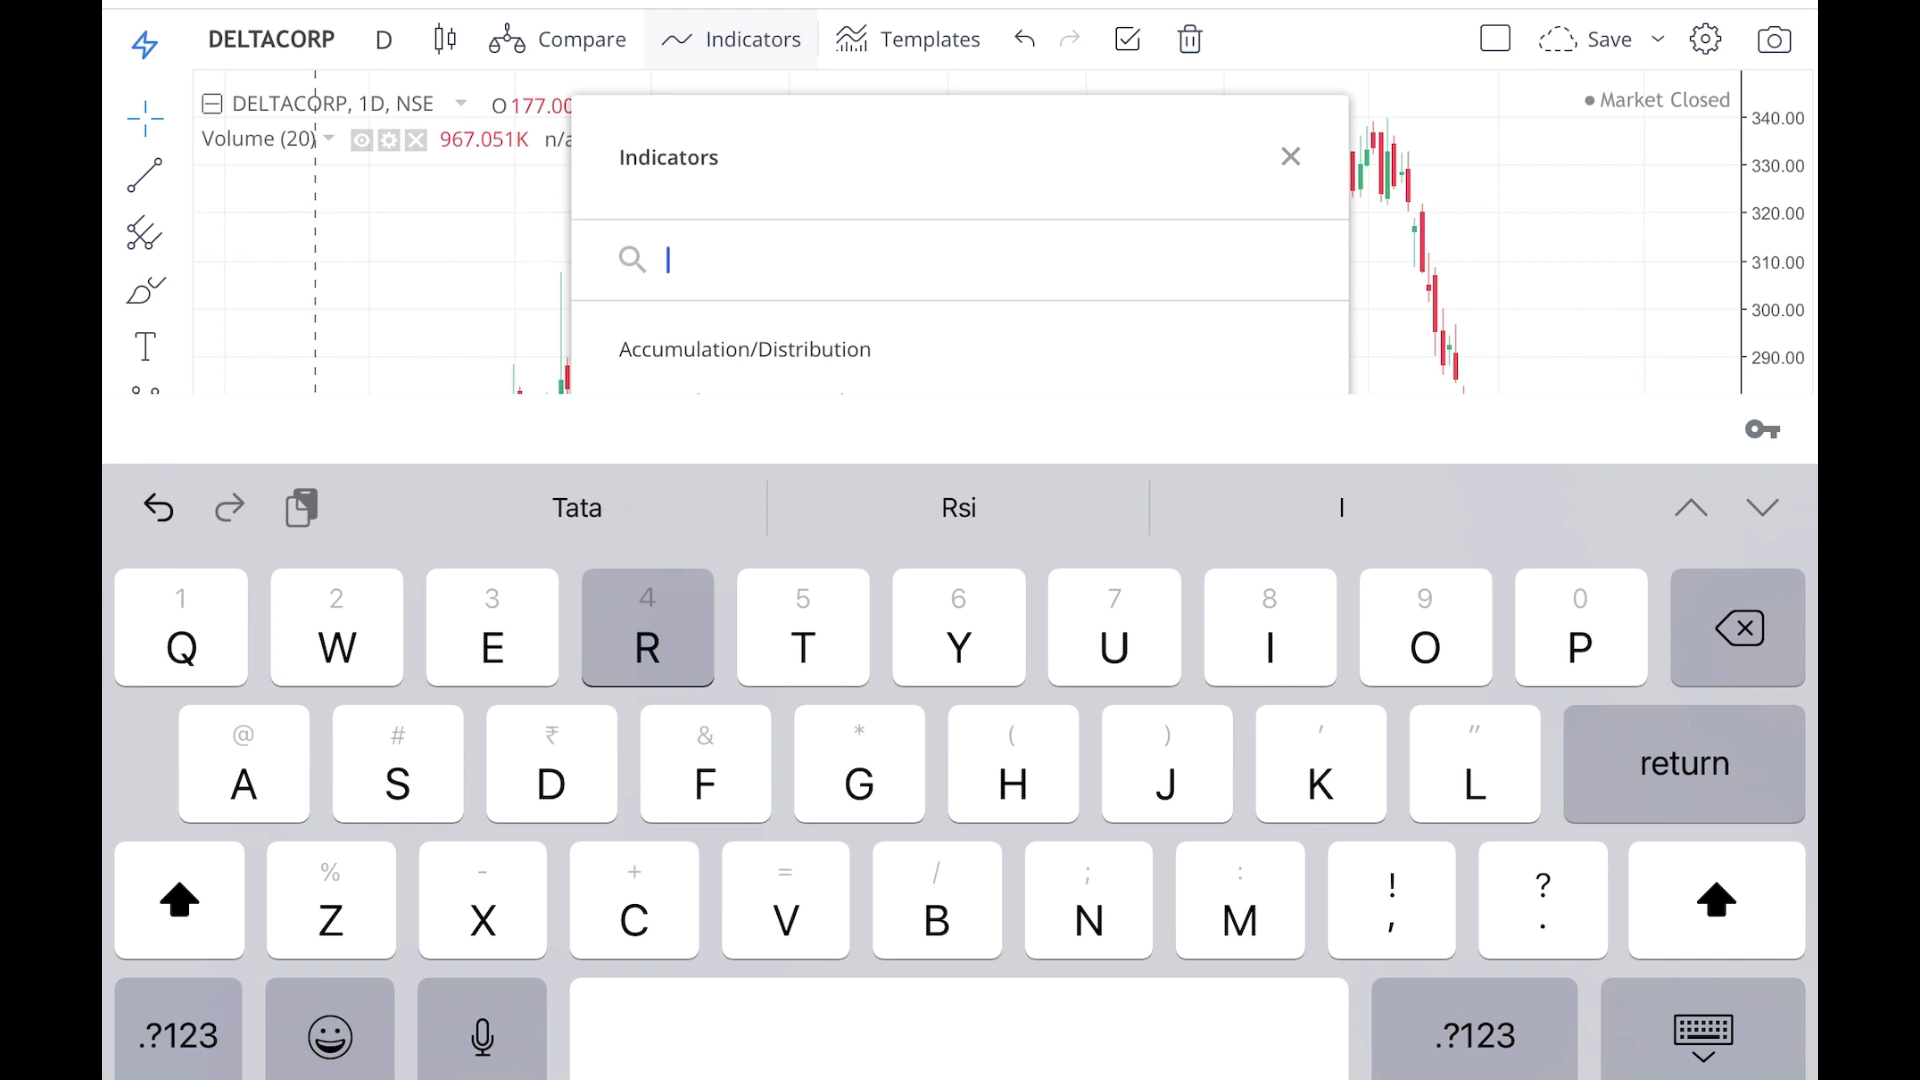 DELTACORP D Compare Indicators Templates Save
DELTACORP, 1D, NSE O177.00
Market Closed
Volume (20) 967.051K n/a
Indicators
Accumulation/Distribution
340.00
330.00
320.00
310.00
300.00
290.00
Tata Rsi I
1 2 3 4 5 6 7 8 9 0
Q W E R T Y U I O P
@ # ₹ & * ( ) ' "
A S D F G H J K L return
% - + = / ; : ! ?
Z X C V B N M , .
.?123 .?123